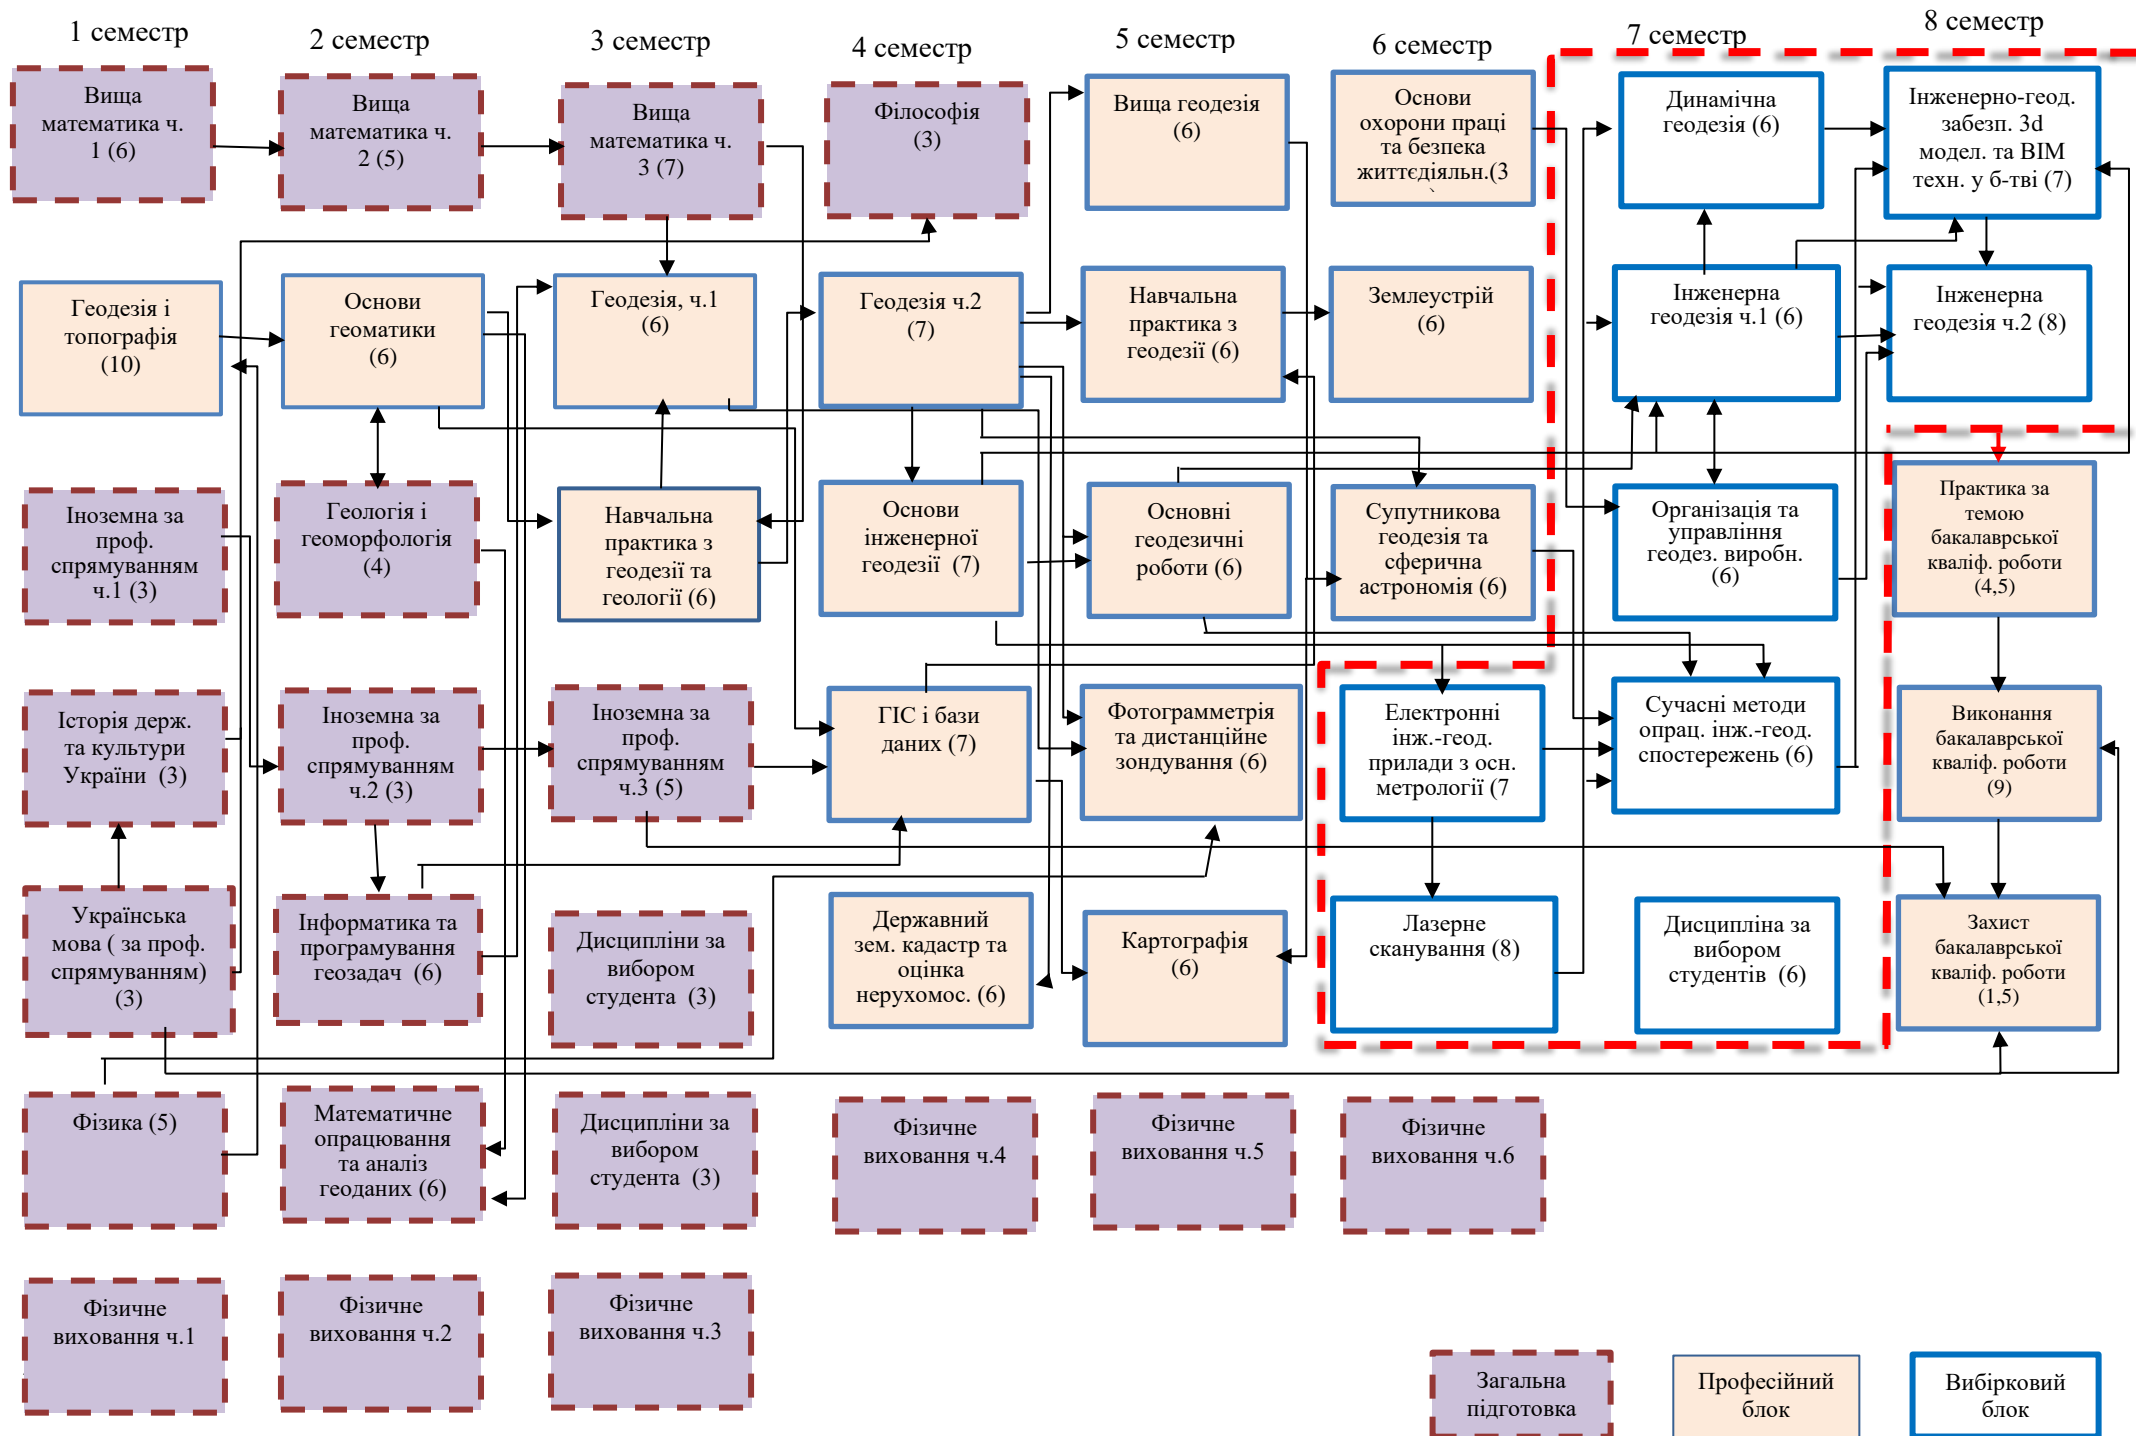 1 семестр
2 семестр
3 семестр
4 семестр
5 семестр
6 семестр
7 семестр
8 семестр
Вища
математика ч.
1 (6)
Вища
математика ч.
2 (5)
Вища
математика ч.
3 (7)
Філософія
(3)
Вища геодезія
(6)
Основи
охорони праці
та безпека
життєдіяльн.(3
)
Динамічна
геодезія (6)
Інженерно-геод.
забезп. 3d
модел. та BIM
техн. у б-тві (7)
Геодезія і
топографія
(10)
Основи
геоматики
(6)
Геодезія, ч.1
(6)
Геодезія ч.2
(7)
Навчальна
практика з
геодезії (6)
Землеустрій
(6)
Інженерна
геодезія ч.1 (6)
Інженерна
геодезія ч.2 (8)
Іноземна за
проф.
спрямуванням
ч.1 (3)
Геологія і
геоморфологія
(4)
Навчальна
практика з
геодезії та
геології (6)
Основи
інженерної
геодезії  (7)
Основні
геодезичні
роботи (6)
Супутникова
геодезія та
сферична
астрономія (6)
Організація та
управління
геодез. виробн.
(6)
Практика за
темою
бакалаврська
кваліф. роботи
(4,5)
Історія держ.
та культури
України  (3)
Іноземна за
проф.
спрямуванням
ч.2 (3)
Іноземна за
проф.
спрямуванням
ч.3 (5)
ГІС і бази
даних (7)
Фотограмметрія
та дистанційне
зондування (6)
Електронні
інж.-геод.
прилади з осн.
метрології (7
Сучасні методи
опрац. інж.-геод.
спостережень (6)
Виконання
бакалаврської
кваліф. роботи
(9)
Українська
мова ( за проф.
спрямуванням)
(3)
Інформатика та
програмування
геозадач  (6)
Дисципліни за
вибором
студента  (3)
Державний
зем. кадастр та
оцінка
нерухомос. (6)
Картографія
(6)
Лазерне
сканування (8)
Дисципліна за
вибором
студентів  (6)
Захист
бакалаврської
кваліф. роботи
(1,5)
Фізика (5)
Математичне
опрацювання
та аналіз
геоданих (6)
Дисципліни за
вибором
студента  (3)
Фізичне
виховання ч.4
Фізичне
виховання ч.5
Фізичне
виховання ч.6
Фізичне
виховання ч.1
Фізичне
виховання ч.2
Фізичне
виховання ч.3
Загальна
підготовка
Професійний
блок
Вибірковий
блок